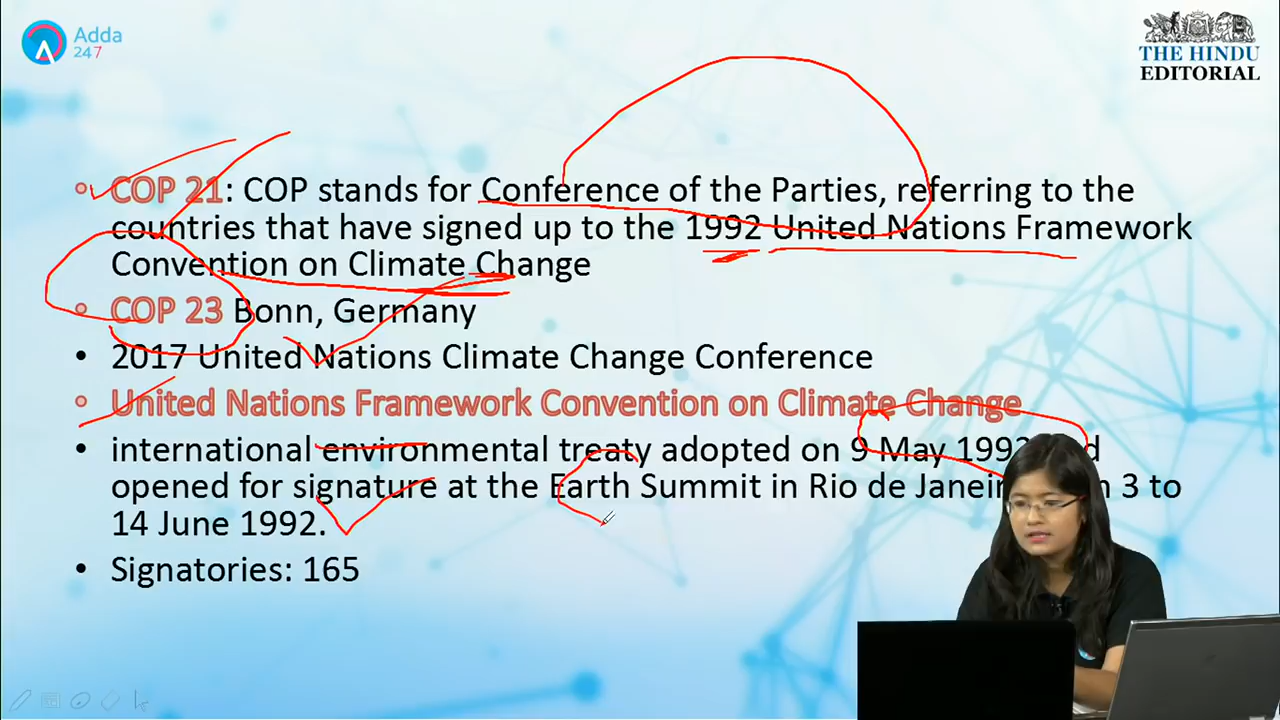 Adda
247
THE HINDU
EDITORIAL
• COP 21: COP stands for Conference of the Parties, referring to the
countries that have signed up to the 1992 United Nations Framework
Convention on Climate Change
• COP 23 Bonn, Germany
• 2017 United Nations Climate Change Conference
• United Nations Framework Convention on Climate Change
• international environmental treaty adopted on 9 May 1992
opened for signature at the Earth Summit in Rio de 3 to
14 June 1992.
• Signatories: 165